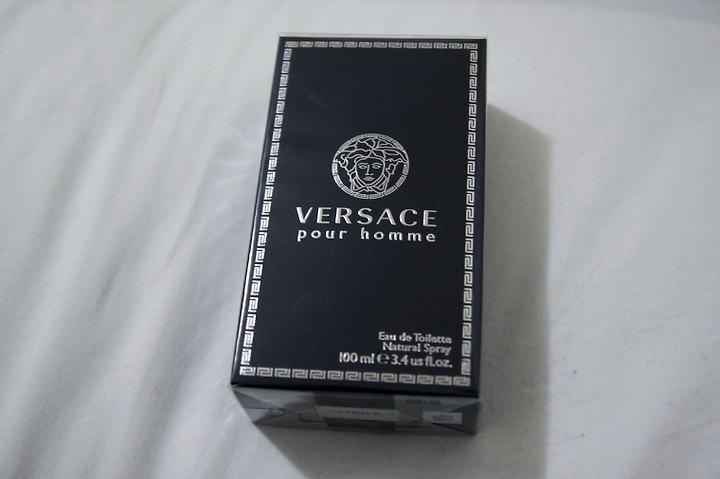 VERSACE
pour homme
Eau de Toilette
Natural Spray
100 ml e 3.4 us fl.oz.